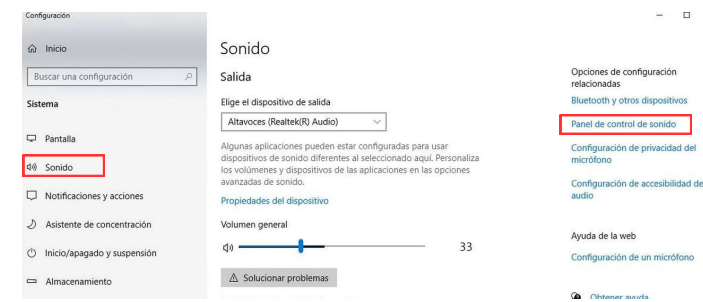 Configuración
Inicio
Buscar una configuración
Sistema
Pantalla
Sonido
Notificaciones y acciones
Asistente de concentración
Inicio/apagado y suspensión
Almacenamiento
Sonido
Salida
Elige el dispositivo de salida
Altavoces (Realtek(R) Audio)
Algunas aplicaciones pueden estar configuradas para usar
dispositivos de sonido diferentes al seleccionado aquí. Personaliza
los volúmenes y dispositivos de las aplicaciones en las opciones
avanzadas de sonido.
Propiedades del dispositivo
Volumen general
33
Solucionar problemas
Opciones de configuración
relacionadas
Bluetooth y otros dispositivos
Panel de control de sonido
Configuración de privacidad del
micrófono
Configuración de accesibilidad de
audio
Ayuda de la web
Configuración de un micrófono
Obtener ayuda